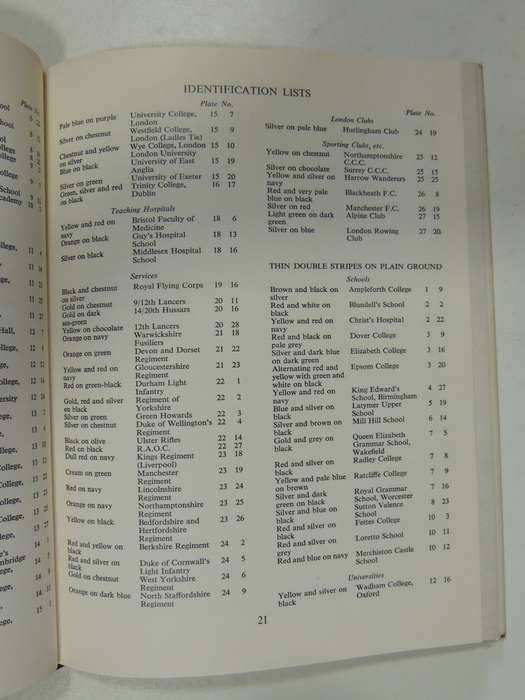 IDENTIFICATION LISTS
Plate No.
Pale blue on purple University College, 15 7
London
Silver on chestnut Westfield College, 15 9
London (Ladies Tie)
Chestnut and yellow Wye College, London 15 10
on silver London University
Blue on black University of East 15 19
Anglia
Silver on green University of Exeter 15 20
Green, silver and red Trinity College, 16 17
on black Dublin
Teaching Hospitals
Yellow and red on Bristol Faculty of 18 6
navy Medicine
Orange on black Guy's Hospital 18 13
School
Silver on black Middlesex Hospital 18 16
School
Services
Black and chestnut Royal Flying Corps 19 16
on silver
Gold on chestnut 9/12th Lancers 20 11
Gold on dark 14/20th Hussars 20 16
sea-green
Yellow on chocolate 12th Lancers 20 28
Orange on navy Warwickshire 21 18
Fusiliers
Orange on green Devon and Dorset 21 22
Regiment
Yellow and red on Gloucestershire 21 23
navy Regiment
Red on green-black Durham Light 22 1
Infantry
Gold, red and silver Regiment of 22 2
on black Yorkshire
Silver on green Green Howards 22 3
Silver on chestnut Duke of Wellington's 22 4
Regiment
Black on olive Ulster Rifles 22 14
Red on black R.A.O.C. 22 27
Dull red on navy Kings Regiment 23 18
(Liverpool)
Cream on green Manchester 23 19
Regiment
Red on navy Lincolnshire 23 24
Regiment
Orange on navy Northamptonshire 23 25
Regiment
Yellow on black Bedfordshire and 23 26
Hertfordshire
Regiment
Red and yellow on Berkshire Regiment 24 2
black
Red and silver on Duke of Cornwall's 24 5
black Light Infantry
Gold on chestnut West Yorkshire 24 6
Regiment
Orange on dark blue North Staffordshire 24 9
Regiment
Plate No.
London Clubs
Silver on pale blue Hurlingham Club 24 19
Sporting Clubs, etc.
Yellow on chestnut Northamptonshire 25 12
C.C.C.
Silver on chocolate Surrey C.C.C. 25 15
Yellow and silver on Harrow Wanderers 25 25
navy
Red and very pale Blackheath F.C. 26 8
blue on black
Silver on red Manchester F.C. 26 19
Light green on dark Alpine Club 27 15
green
Silver on blue London Rowing 27 20
Club
THIN DOUBLE STRIPES ON PLAIN GROUND
Schools
Brown and black on Ampleforth College 1 9
silver
Red and white on Blundell's School 2 2
black
Yellow and red on Christ's Hospital 2 22
navy
Red and black on Dover College 3 9
pale grey
Silver and dark blue Elizabeth College 3 16
on dark green
Alternating red and Epsom College 3 20
yellow with green and
white on black
Yellow and red on King Edward's 4 27
navy School, Birmingham
Blue and silver on Latymer Upper 5 19
black School
Silver and brown on Mill Hill School 6 14
black
Gold and grey on Queen Elizabeth 7 5
black Grammar School,
Wakefield
Red and silver on Radley College 7 8
blue
Yellow and pale blue Ratcliffe College 7 9
on brown
Silver and dark Royal Grammar 7 16
green on black School, Worcester
Silver and blue on Sutton Valence 8 23
black School
Red and silver on Fettes College 10 3
black
Red and silver on Loretto School 10 11
grey
Red and blue on navy Merchiston Castle 10 12
School
Universities
Yellow and silver on Wadham College, 12 16
black Oxford
21